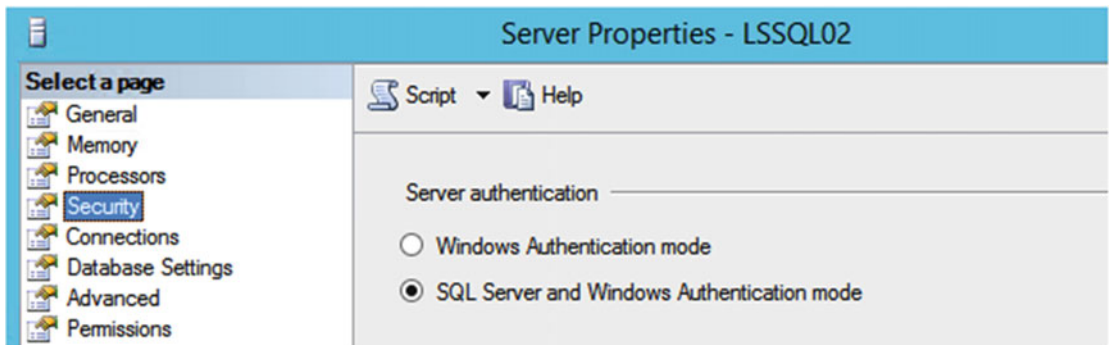 Server Properties - LSSQL02
Select a page
General
Memory
Processors
Security
Connections
Database Settings
Advanced
Permissions
Script
Help
Server authentication
Windows Authentication mode
SQL Server and Windows Authentication mode